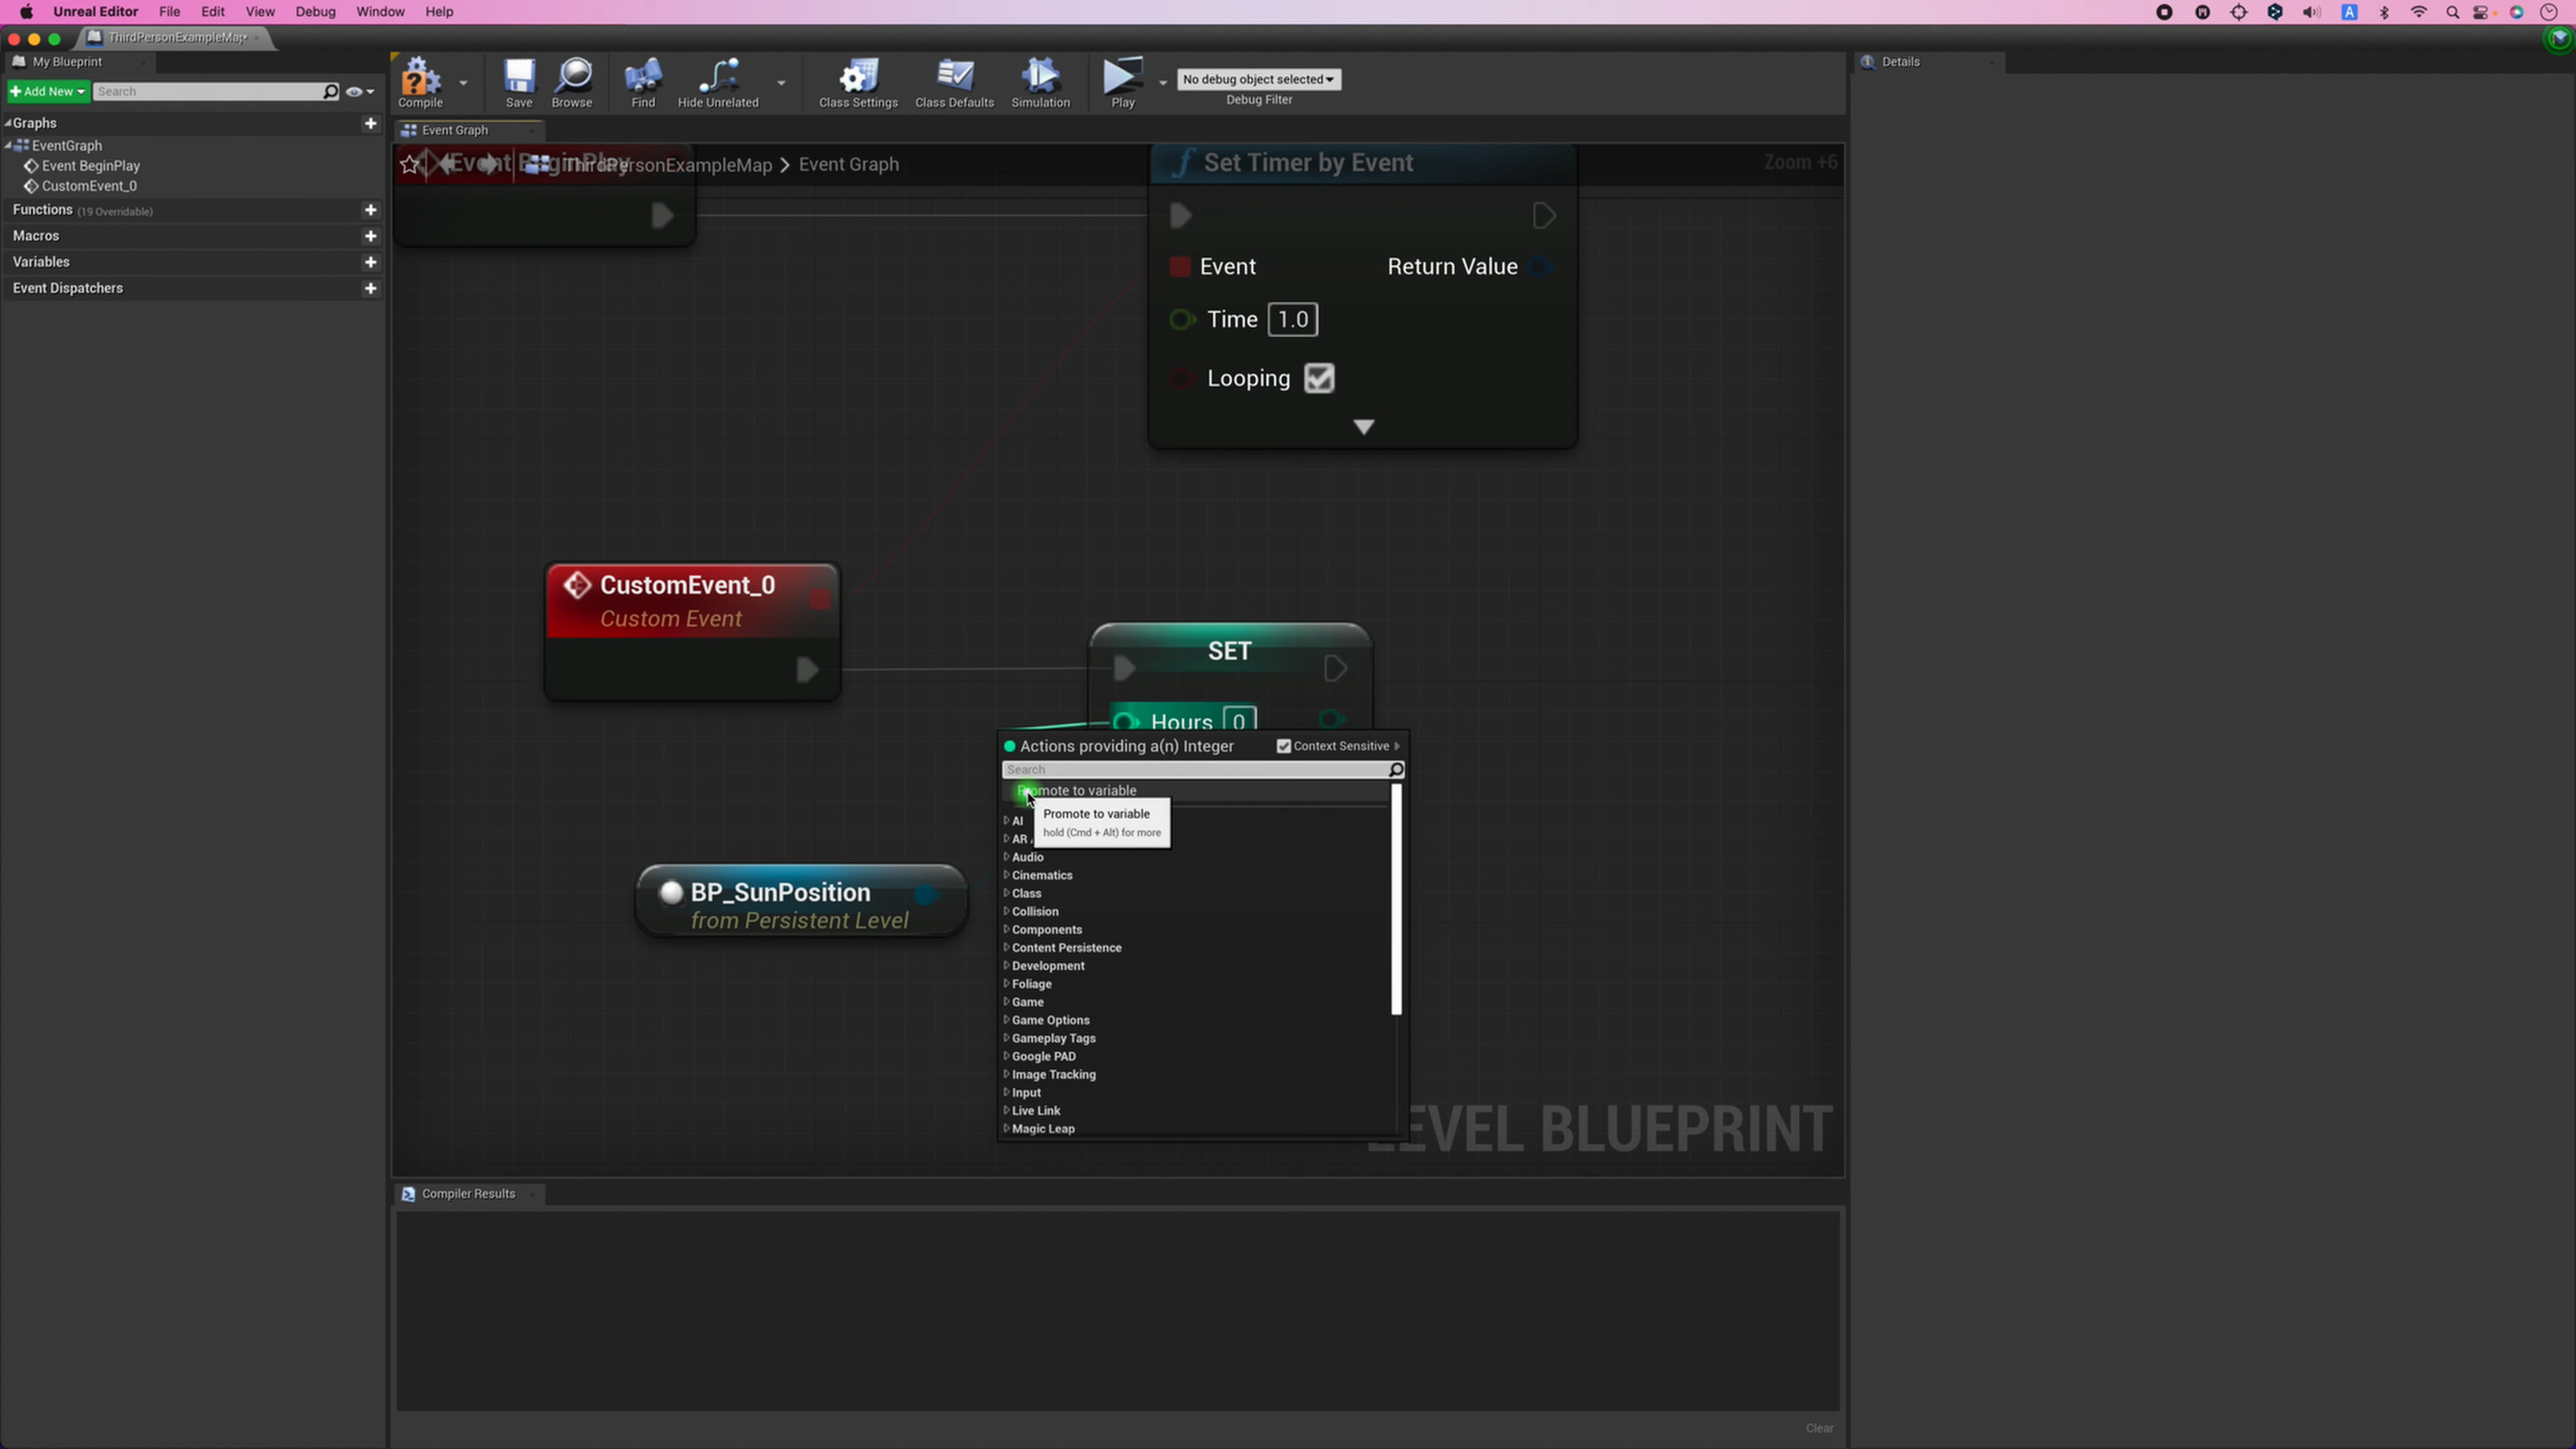 Unreal Editor File Edit View Debug Window Help
ThirdPersonExampleMap•
My Blueprint
Add New
Search
Compile
Save
Browse
Find
Hide Unrelated
Class Settings
Class Defaults
Simulation
Play
No debug object selected
Debug Filter
Details
Graphs
EventGraph
Event BeginPlay
CustomEvent_0
Functions (19 Overridable)
Macros
Variables
Event Dispatchers
Event Graph
Event BeginPlay
ThirdPersonExampleMap > Event Graph
Zoom +6
f Set Timer by Event
Event
Return Value
Time 1.0
Looping
CustomEvent_0
Custom Event
SET
Hours 0
BP_SunPosition
from Persistent Level
Actions providing a(n) Integer
Context Sensitive
Search
Promote to variable
Promote to variable
hold (Cmd + Alt) for more
AI
AR
Audio
Cinematics
Class
Collision
Components
Content Persistence
Development
Foliage
Game
Game Options
Gameplay Tags
Google PAD
Image Tracking
Input
Live Link
Magic Leap
LEVEL BLUEPRINT
Compiler Results
Clear